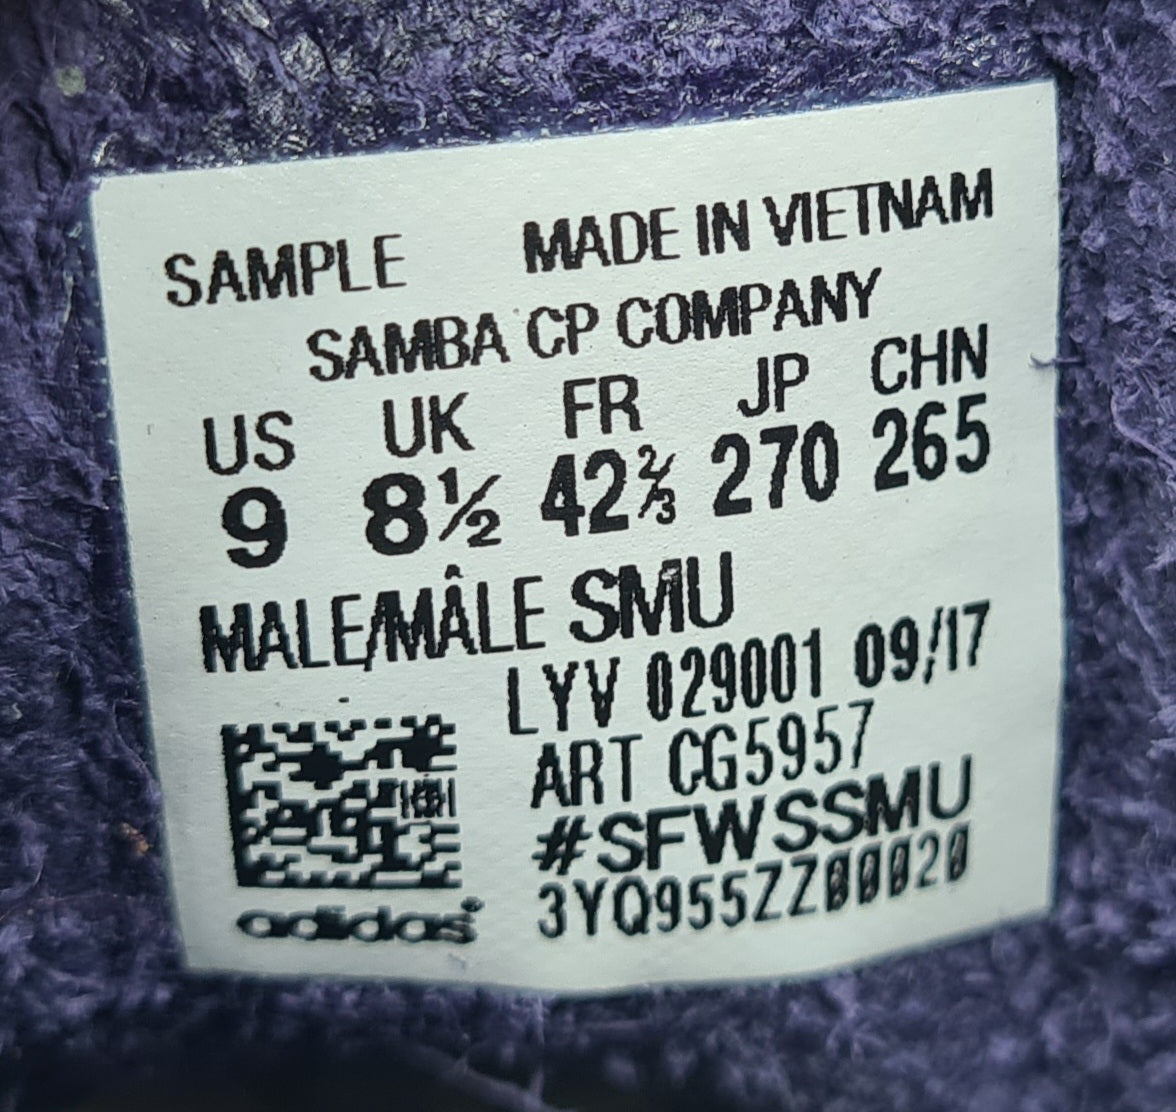 SAMPLE MADE IN VIETNAM
SAMBA CP COMPANY
US UK FR JP CHN
9 8½ 42⅔ 270 265
MALE/MÂLE SMU
LYV 029001 09/17
ART CG5957
#SFWSSMU
3YQ955ZZ00020
adidas®